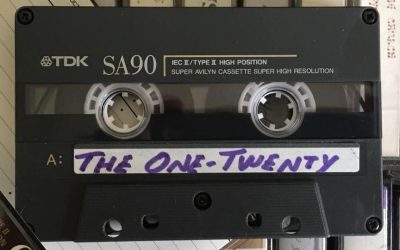 TDK SA90 IEC II/TYPE II HIGH POSITION
SUPER AVILYN CASSETTE SUPER HIGH RESOLUTION
A: THE ONE-TWENTY